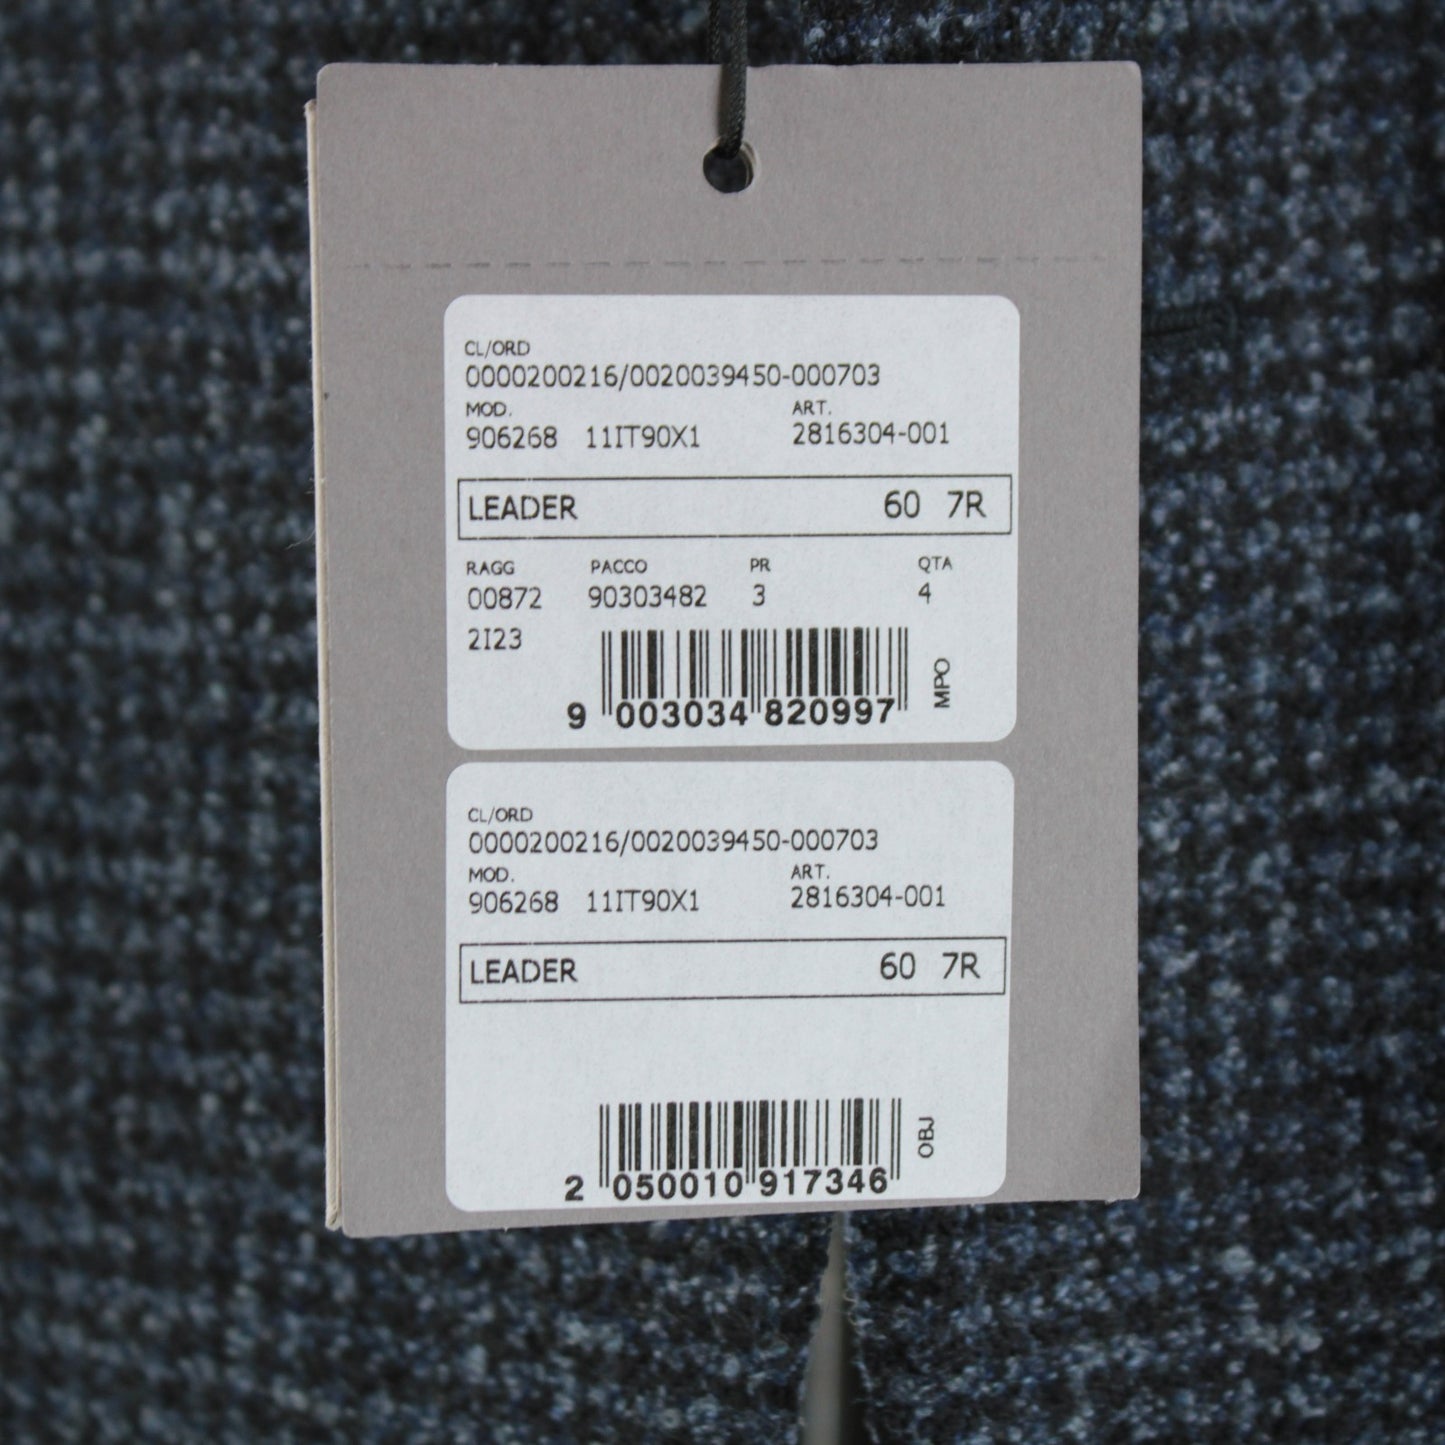 CL/ORD
0000200216/0020039450-000703
MOD. ART.
906268 11IT90X1 2816304-001
LEADER 60 7R
RAGG PACCO PR QTA
00872 90303482 3 4
2I23
MPO
9 003034 820997
CL/ORD
0000200216/0020039450-000703
MOD. ART.
906268 11IT90X1 2816304-001
LEADER 60 7R
OBJ
2 050010 917346